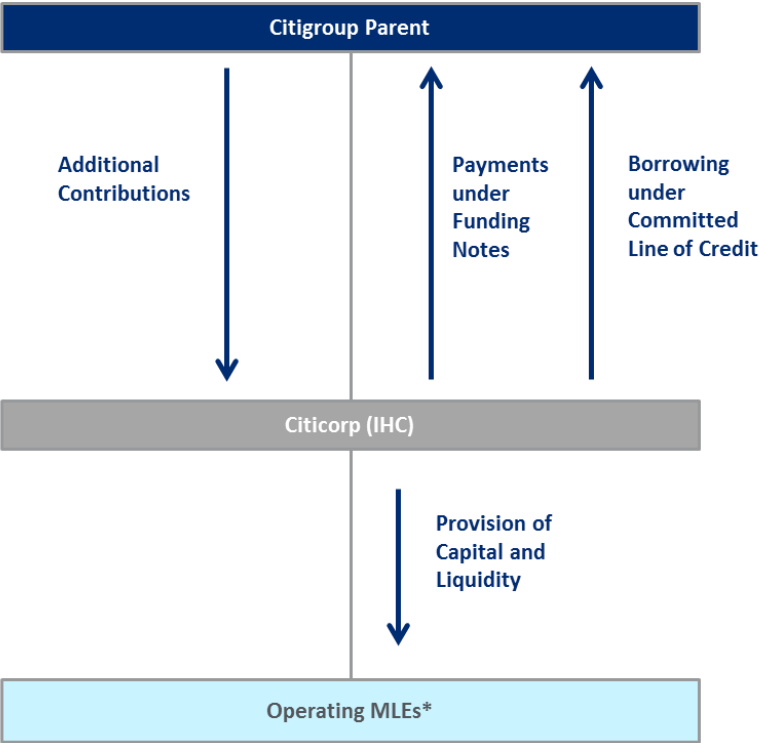 Citigroup Parent
Additional
Contributions
Payments
under
Funding
Notes
Borrowing
under
Committed
Line of Credit
Citicorp (IHC)
Provision of
Capital and
Liquidity
Operating MLEs*